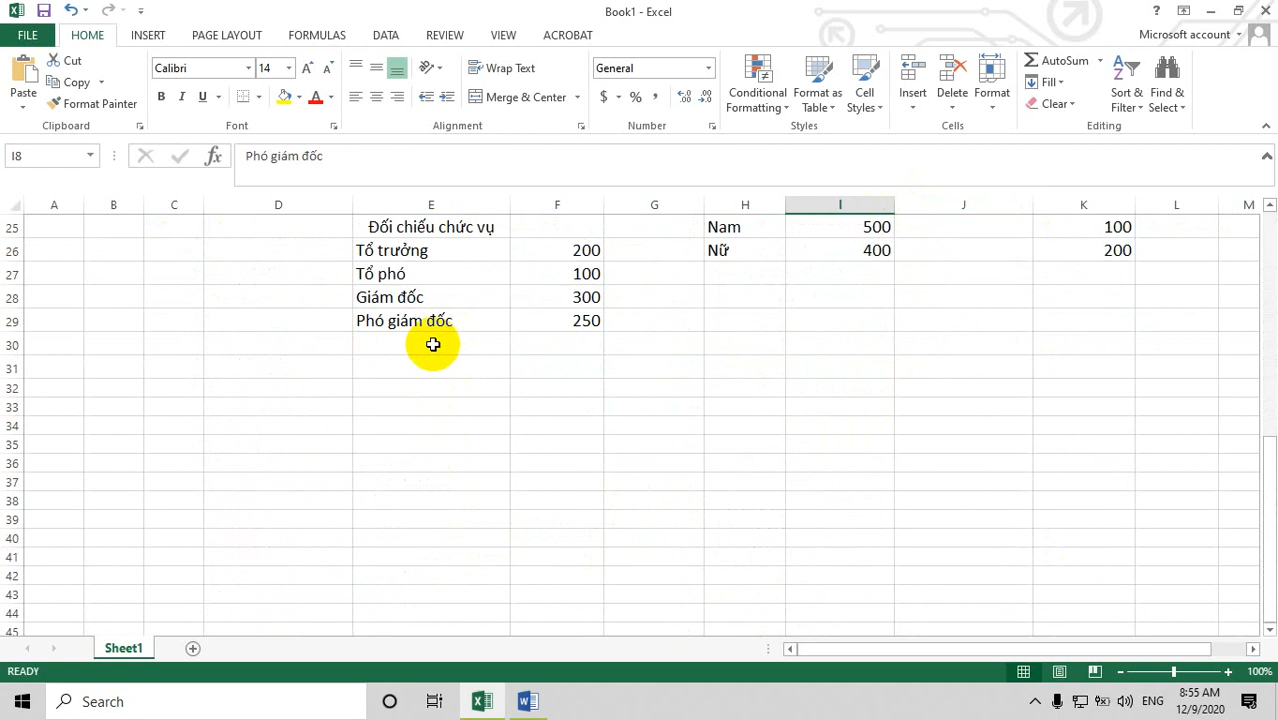 Book1 - Excel
?
FILE HOME INSERT PAGE LAYOUT FORMULAS DATA REVIEW VIEW ACROBAT Microsoft account
Paste Cut
Copy
Format Painter
Clipboard
Calibri 14
B I U
Font
Wrap Text
Merge & Center
Alignment
General
$ % ,
Number
Conditional Formatting
Format as Table
Cell Styles
Styles
Insert Delete Format
Cells
AutoSum
Fill
Clear
Sort & Filter
Find & Select
Editing
I8 fx Phó giám đốc
A B C D E F G H I J K L M
25 Đối chiếu chức vụ Nam 500 100
26 Tổ trưởng 200 Nữ 400 200
27 Tổ phó 100
28 Giám đốc 300
29 Phó giám đốc 250
30
31
32
33
34
35
36
37
38
39
40
41
42
43
44
45
Sheet1
READY 100%
Search ENG 8:55 AM
12/9/2020